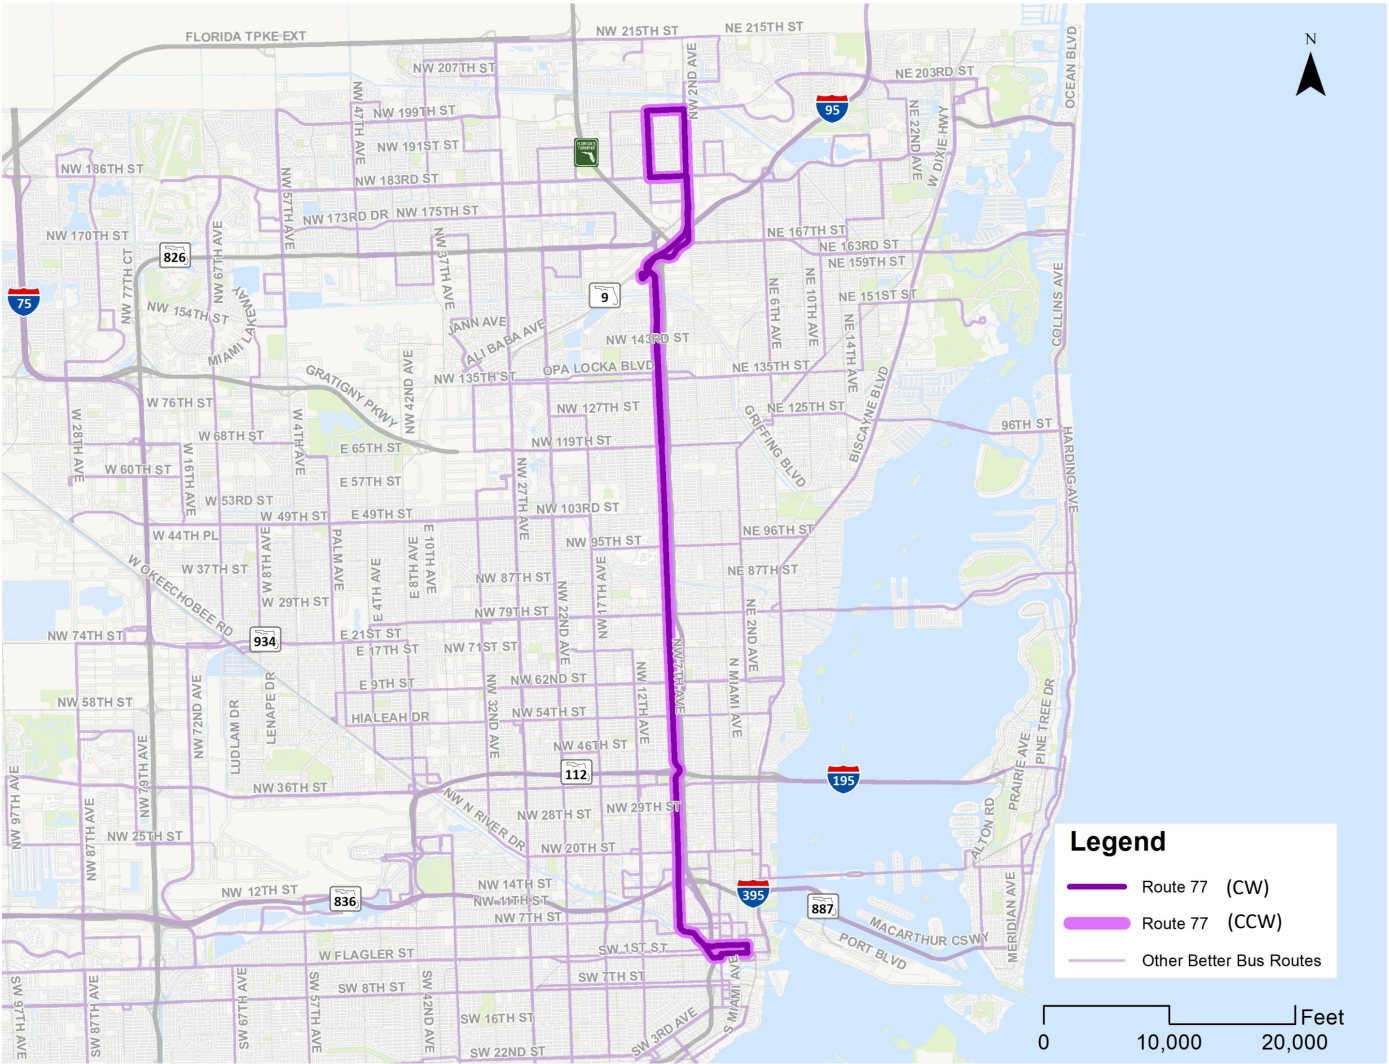 FLORIDA TPKE EXT
NW 215TH ST
NE 215TH ST
OCEAN BLVD
N
NW 207TH ST
NW 2ND AVE
NE 203RD ST
NW 47TH AVE
NW 199TH ST
95
NE 22ND AVE
W DIXIE HWY
NW 191ST ST
NW 186TH ST
NW 183RD ST
NW 57TH AVE
NW 173RD DR
NW 175TH ST
NW 170TH ST
NW 67TH AVE
NW 37TH AVE
NE 167TH ST
NE 163RD ST
NE 159TH ST
826
NW 77TH CT
75
9
NE 6TH AVE
NE 10TH AVE
NE 151ST ST
COLLINS AVE
NW 154TH ST
MIAMI LAKEWAY
JANN AVE
ALI BABA AVE
NW 143RD ST
NE 14TH AVE
NW 42ND AVE
GRATIGNY PKWY
NW 135TH ST
OPA LOCKA BLVD
NE 135TH ST
BISCAYNE BLVD
W 76TH ST
NW 127TH ST
NE 125TH ST
GRIFFING BLVD
96TH ST
HARDING AVE
W 28TH AVE
W 68TH ST
W 4TH AVE
E 65TH ST
NW 119TH ST
W 16TH AVE
W 60TH ST
E 57TH ST
NW 27TH AVE
W 53RD ST
W 49TH ST
E 49TH ST
NW 103RD ST
W 44TH PL
W 8TH AVE
PALM AVE
E 8TH AVE
E 10TH AVE
NW 95TH ST
NE 96TH ST
W OKEECHOBEE RD
W 37TH ST
E 4TH AVE
NW 87TH ST
NW 22ND AVE
NW 17TH AVE
NE 87TH ST
W 29TH ST
NW 79TH ST
NE 2ND AVE
NW 74TH ST
934
E 21ST ST
E 17TH ST
NW 71ST ST
NW 7TH AVE
N MIAMI AVE
NW 12TH AVE
NW 72ND AVE
LUDLAM DR
LENAPE DR
E 9TH ST
NW 62ND ST
NW 32ND AVE
PINE TREE DR
NW 58TH ST
HIALEAH DR
NW 54TH ST
NW 79TH AVE
NW 46TH ST
PRAIRIE AVE
112
195
NW 97TH AVE
NW 36TH ST
NW 87TH AVE
NW N RIVER DR
NW 28TH ST
NW 29TH ST
ALTON RD
NW 25TH ST
NW 20TH ST
NW 12TH ST
836
NW 14TH ST
NW 11TH ST
NW 7TH ST
395
887
MERIDIAN AVE
MACARTHUR CSWY
PORT BLVD
W FLAGLER ST
SW 1ST ST
SW 7TH ST
SW 8TH ST
SW 97TH AVE
SW 87TH AVE
SW 67TH AVE
SW 57TH AVE
SW 42ND AVE
SW 16TH ST
SW 3RD AVE
S MIAMI AVE
SW 22ND ST
Legend
Route 77 (CW)
Route 77 (CCW)
Other Better Bus Routes
Feet
0 10,000 20,000